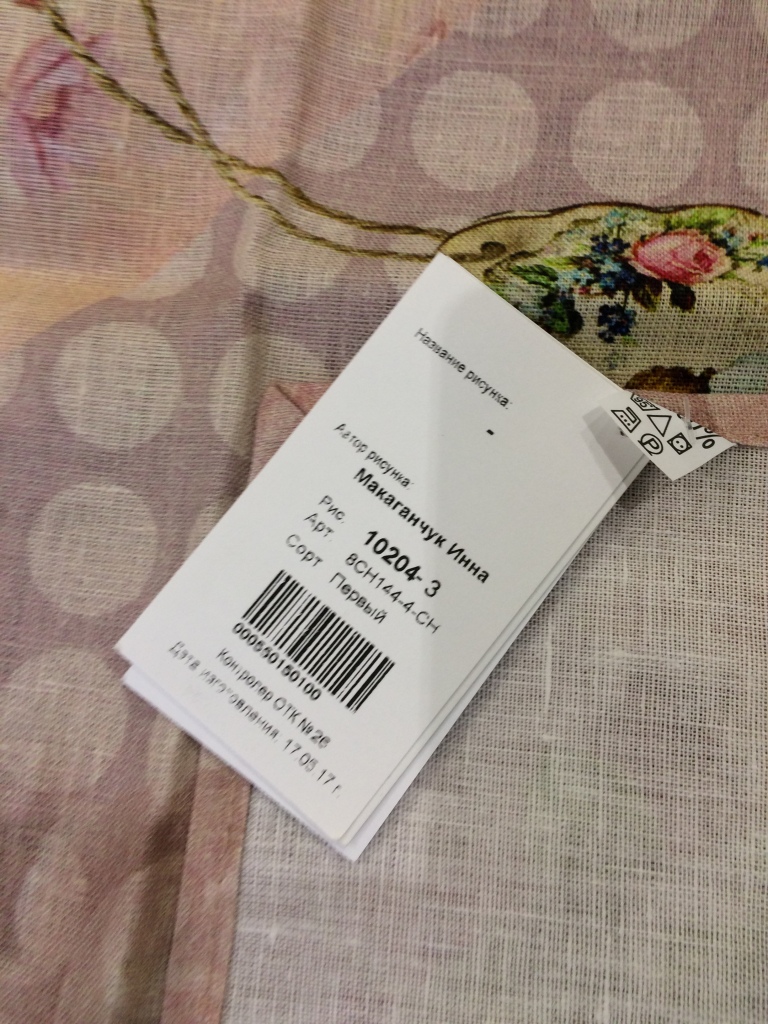 Название рисунка:
-
Автор рисунка:
Макаганчук Инна
Рис. 10204-3
Арт. 8СН144-4-СН
Сорт Первый
000550150100
Контролер ОТК №26
Дата изготовления: 17.05.17 г.